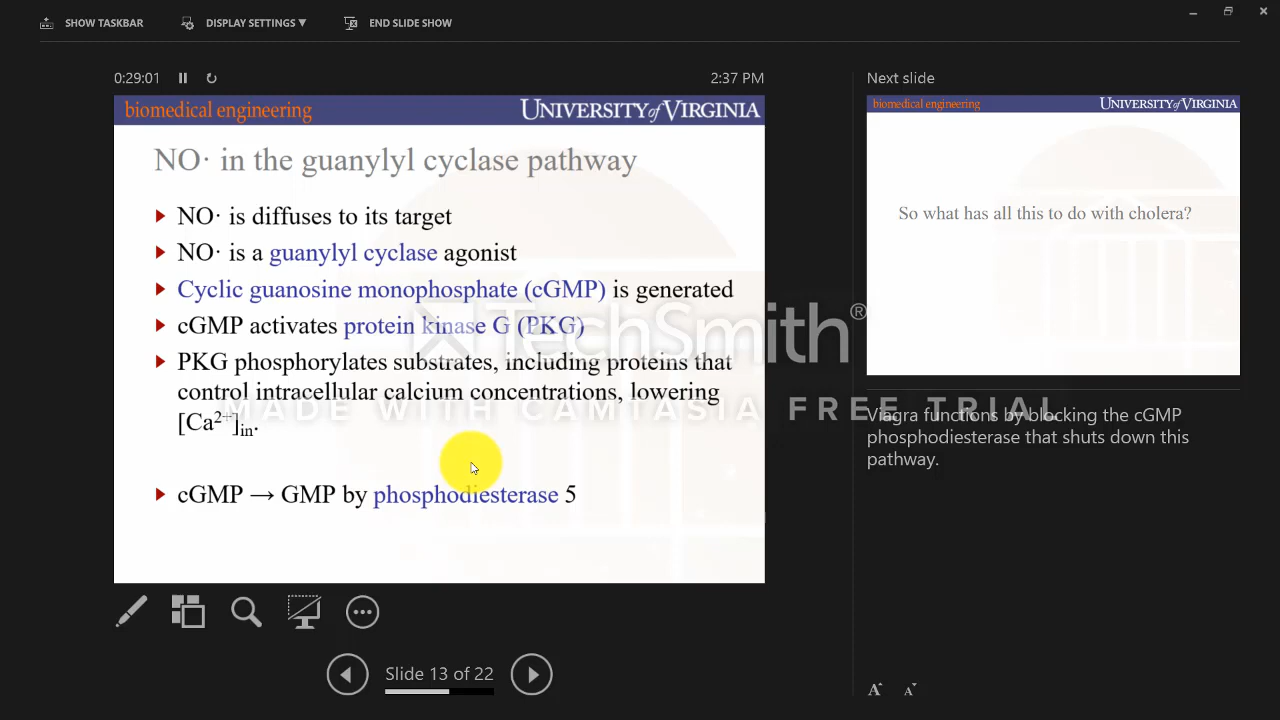 SHOW TASKBAR
DISPLAY SETTINGS ▼
END SLIDE SHOW
0:29:01
2:37 PM
biomedical engineering
UNIVERSITY of VIRGINIA
NO· in the guanylyl cyclase pathway
NO· is diffuses to its target
NO· is a guanylyl cyclase agonist
Cyclic guanosine monophosphate (cGMP) is generated
cGMP activates protein kinase G (PKG)
PKG phosphorylates substrates, including proteins that
control intracellular calcium concentrations, lowering
[Ca²⁺]in.
cGMP → GMP by phosphodiesterase 5
TechSmith®
MADE WITH CAMTASIA FREE TRIAL
Slide 13 of 22
Next slide
biomedical engineering
UNIVERSITY of VIRGINIA
So what has all this to do with cholera?
Viagra functions by blocking the cGMP
phosphodiesterase that shuts down this
pathway.
A A